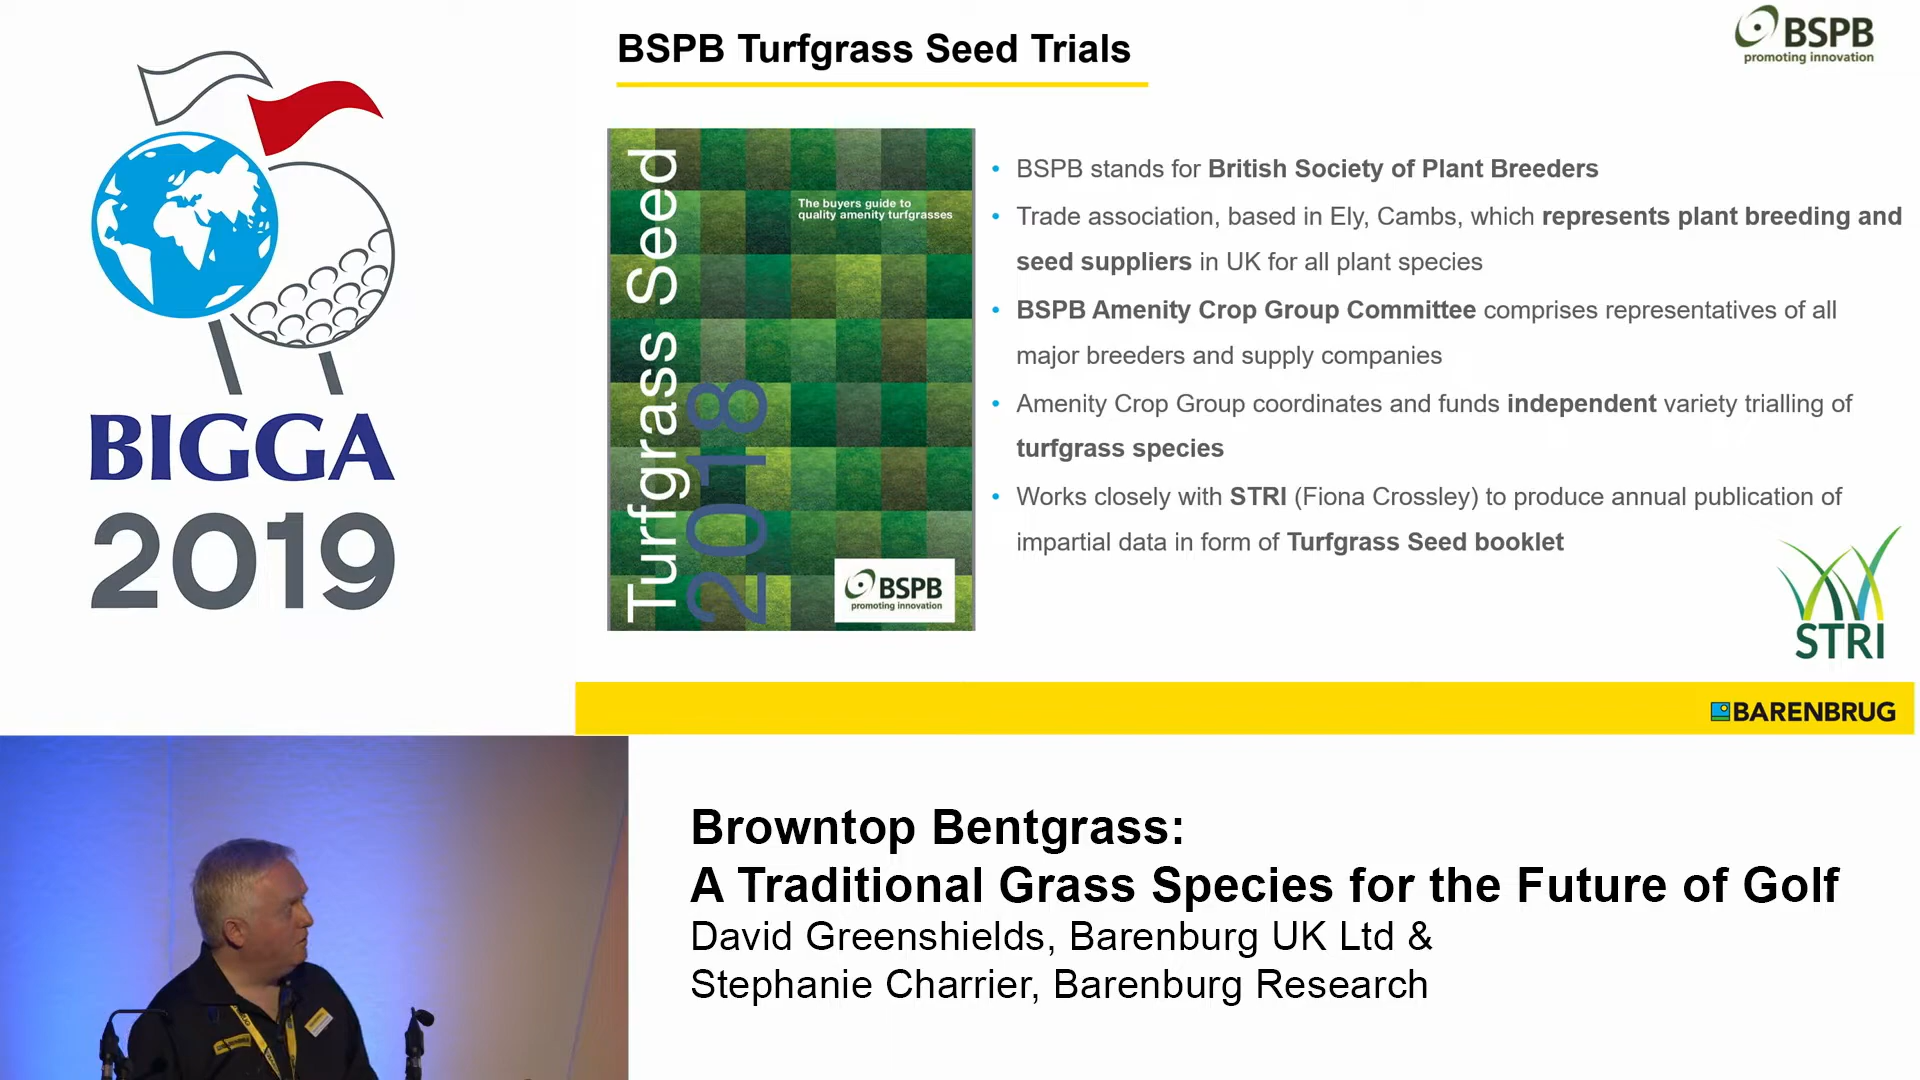 BIGGA
2019
BSPB Turfgrass Seed Trials
BSPB
promoting innovation
Turfgrass Seed
2018
The buyers guide to
quality amenity turfgrasses
BSPB
promoting innovation
• BSPB stands for British Society of Plant Breeders
• Trade association, based in Ely, Cambs, which represents plant breeding and
seed suppliers in UK for all plant species
• BSPB Amenity Crop Group Committee comprises representatives of all
major breeders and supply companies
• Amenity Crop Group coordinates and funds independent variety trialling of
turfgrass species
• Works closely with STRI (Fiona Crossley) to produce annual publication of
impartial data in form of Turfgrass Seed booklet
STRI
BARENBRUG
Browntop Bentgrass:
A Traditional Grass Species for the Future of Golf
David Greenshields, Barenburg UK Ltd &
Stephanie Charrier, Barenburg Research